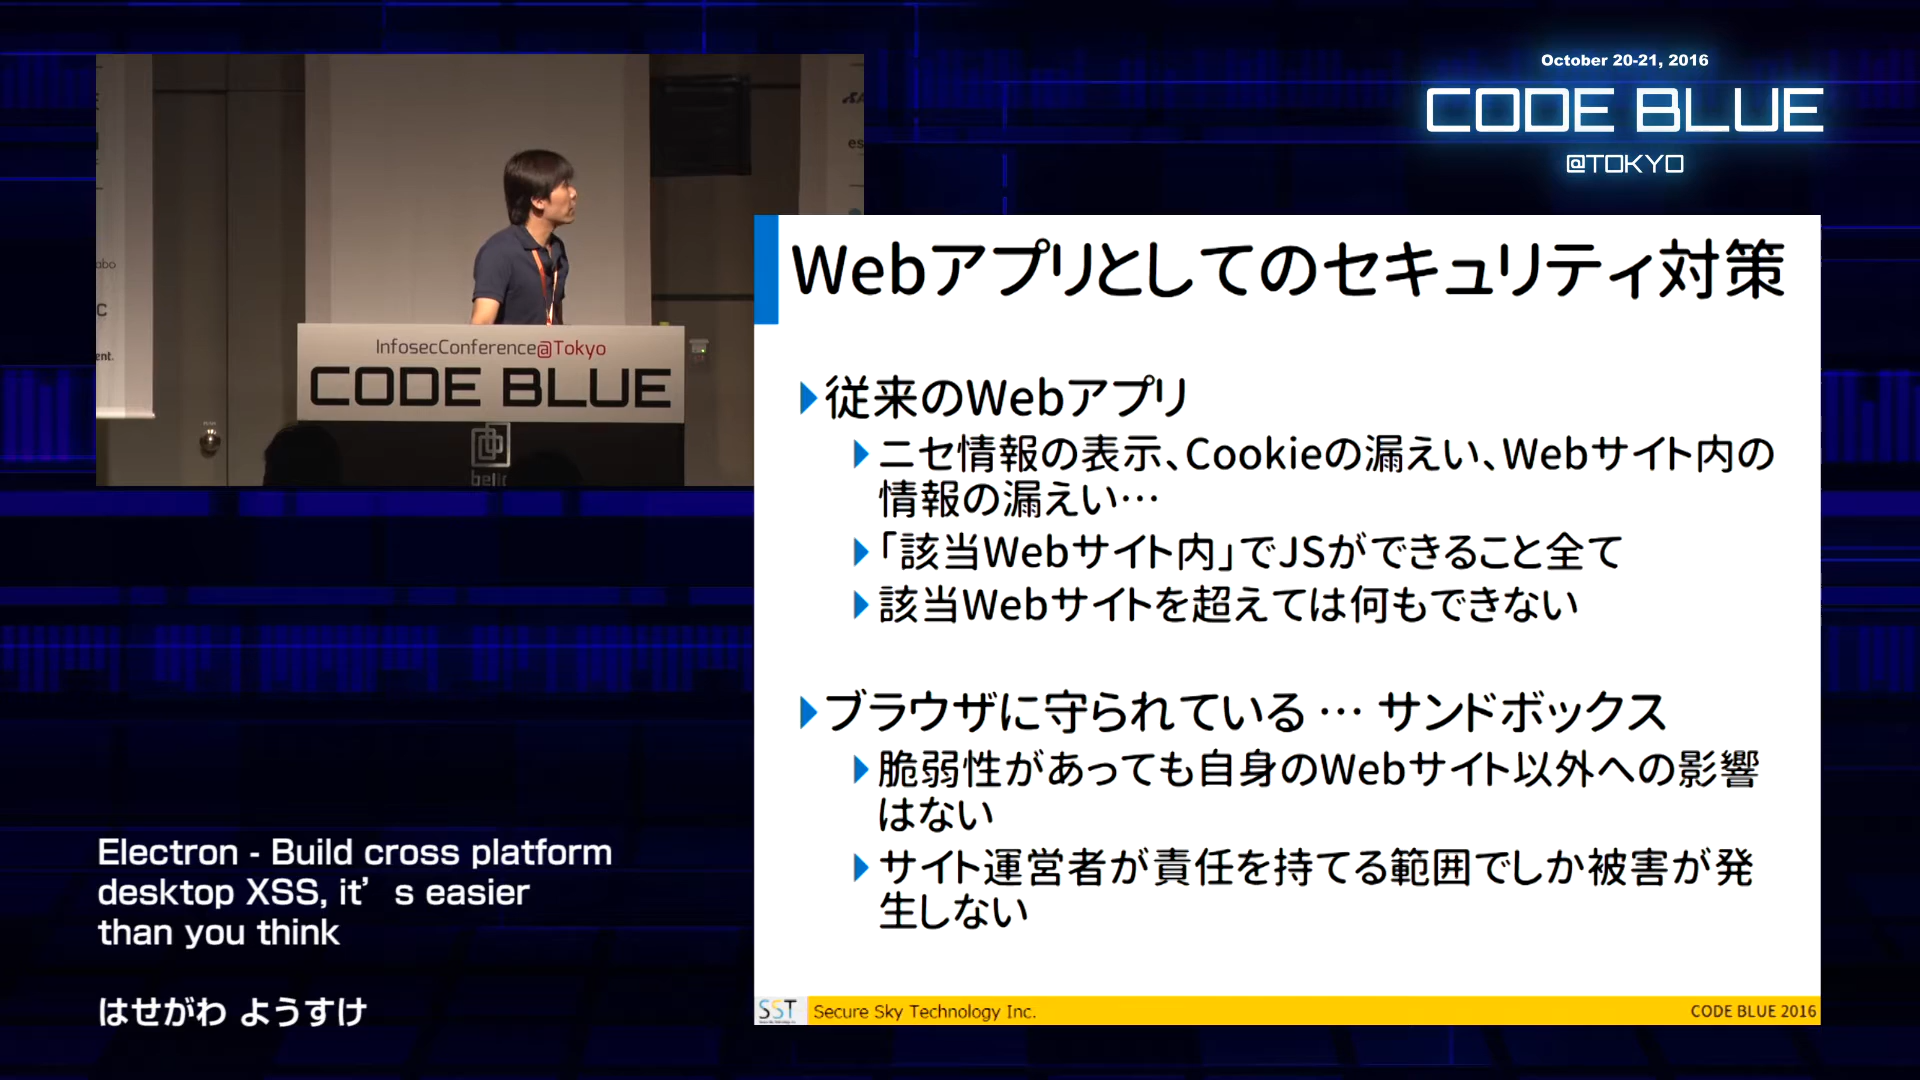 October 20-21, 2016
CODE BLUE
@TOKYO
InfosecConference@Tokyo
CODE BLUE
Webアプリとしてのセキュリティ対策
従来のWebアプリ
ニセ情報の表示、Cookieの漏えい、Webサイト内の
情報の漏えい…
「該当Webサイト内」でJSができること全て
該当Webサイトを超えては何もできない
ブラウザに守られている … サンドボックス
脆弱性があっても自身のWebサイト以外への影響
はない
サイト運営者が責任を持てる範囲でしか被害が発
生しない
SST
Secure Sky Technology Inc.
CODE BLUE 2016
Electron - Build cross platform
desktop XSS, it’s easier
than you think
はせがわ ようすけ